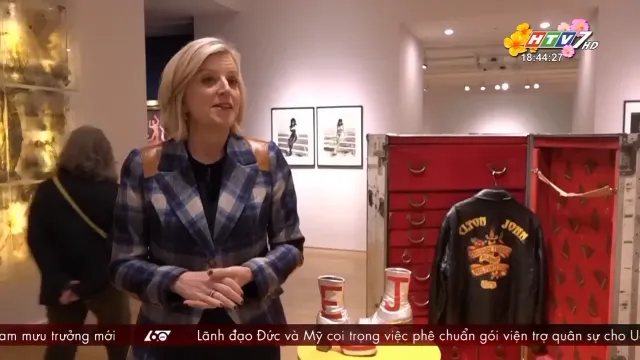 HTV7 HD
18:44:27
ELTON JOHN
E J
am mưu trưởng mới 60 Lãnh đạo Đức và Mỹ coi trọng việc phê chuẩn gói viện trợ quân sự cho U